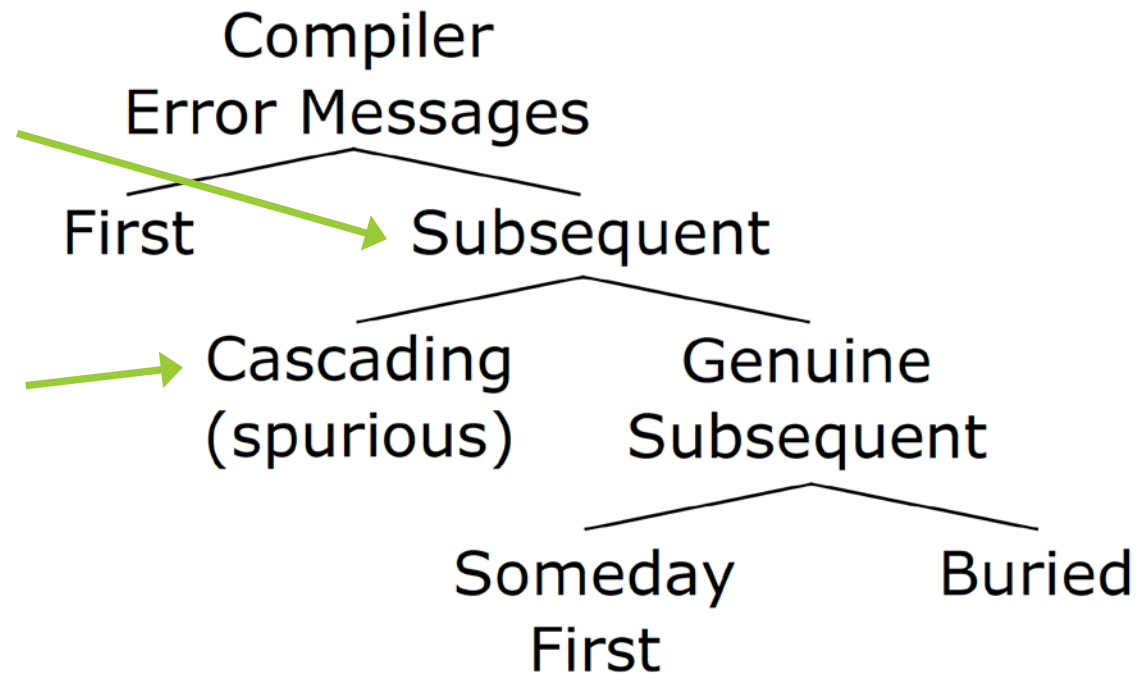 Compiler
Error Messages
First
Subsequent
Cascading
(spurious)
Genuine
Subsequent
Someday
First
Buried